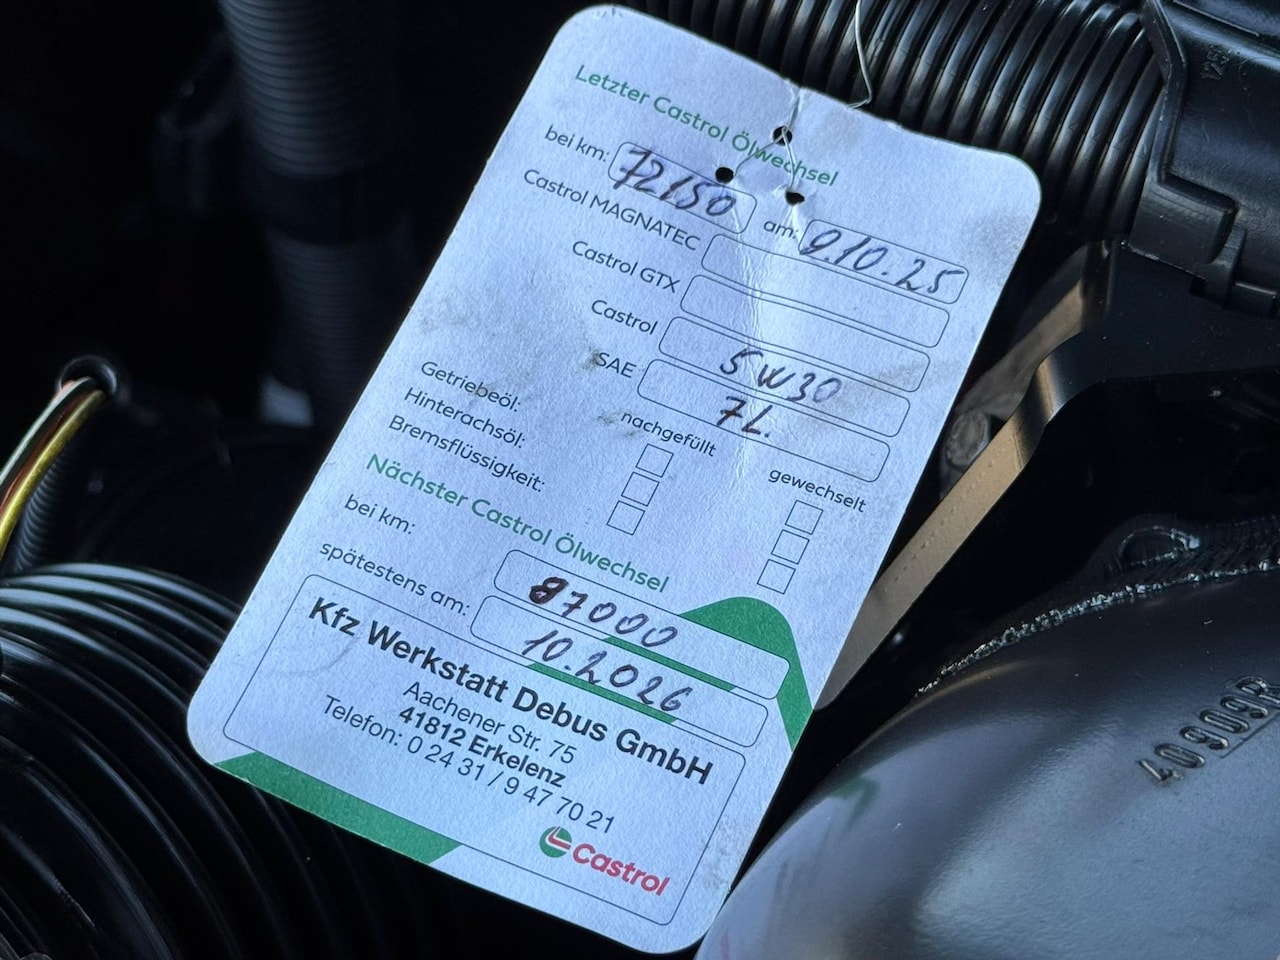 Letzter Castrol Ölwechsel
bei km: 72150 am: 9.10.25
Castrol MAGNATEC
Castrol GTX
Castrol 5W30
SAE 7L.
nachgefüllt gewechselt
Getriebeöl:
Hinterachsöl:
Bremsflüssigkeit:
Nächster Castrol Ölwechsel
bei km: 87000
spätestens am: 10.2026
Kfz Werkstatt Debus GmbH
Aachener Str. 75
41812 Erkelenz
Telefon: 0 24 31 / 9 47 70 21
Castrol
40909R